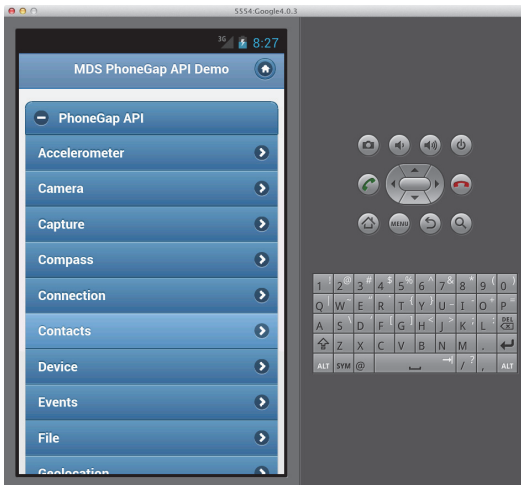 5554:Google4.0.3
3G 8:27
MDS PhoneGap API Demo
PhoneGap API
Accelerometer
Camera
Capture
Compass
Connection
Contacts
Device
Events
File
Geolocation
MENU
1 ! 2 @ 3 # 4 $ 5 % 6 ^ 7 & 8 * 9 ( 0 )
Q | W ~ E " R ` T { Y } U _ I - O + P =
A S \ D ' F [ G ] H < J > K ; L : DEL
Z X C V B N M .
ALT SYM @ / ? , ALT